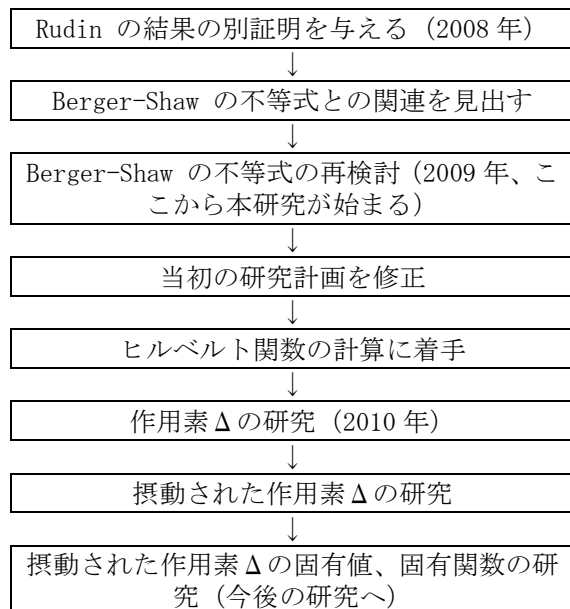 Rudin の結果の別証明を与える (2008 年)
↓
Berger-Shaw の不等式との関連を見出す
↓
Berger-Shaw の不等式の再検討 (2009 年、こ
こから本研究が始まる)
↓
当初の研究計画を修正
↓
ヒルベルト関数の計算に着手
↓
作用素Δの研究 (2010 年)
↓
摂動された作用素Δの研究
↓
摂動された作用素Δの固有値、固有関数の研
究 (今後の研究へ)